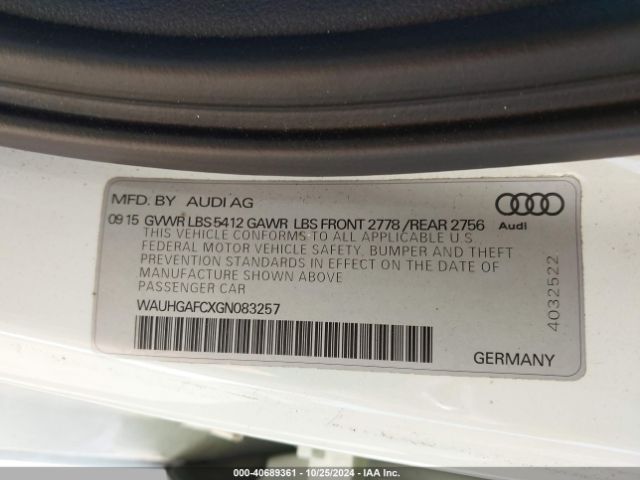 MFD. BY AUDI AG
09 15 GVWR LBS 5412 GAWR LBS FRONT 2778 /REAR 2756
Audi
THIS VEHICLE CONFORMS TO ALL APPLICABLE U.S
FEDERAL MOTOR VEHICLE SAFETY, BUMPER AND THEFT
PREVENTION STANDARDS IN EFFECT ON THE DATE OF
MANUFACTURE SHOWN ABOVE
PASSENGER CAR
WAUHGAFCXGN083257
4032522
GERMANY
000-40689361 - 10/25/2024 - IAA Inc.